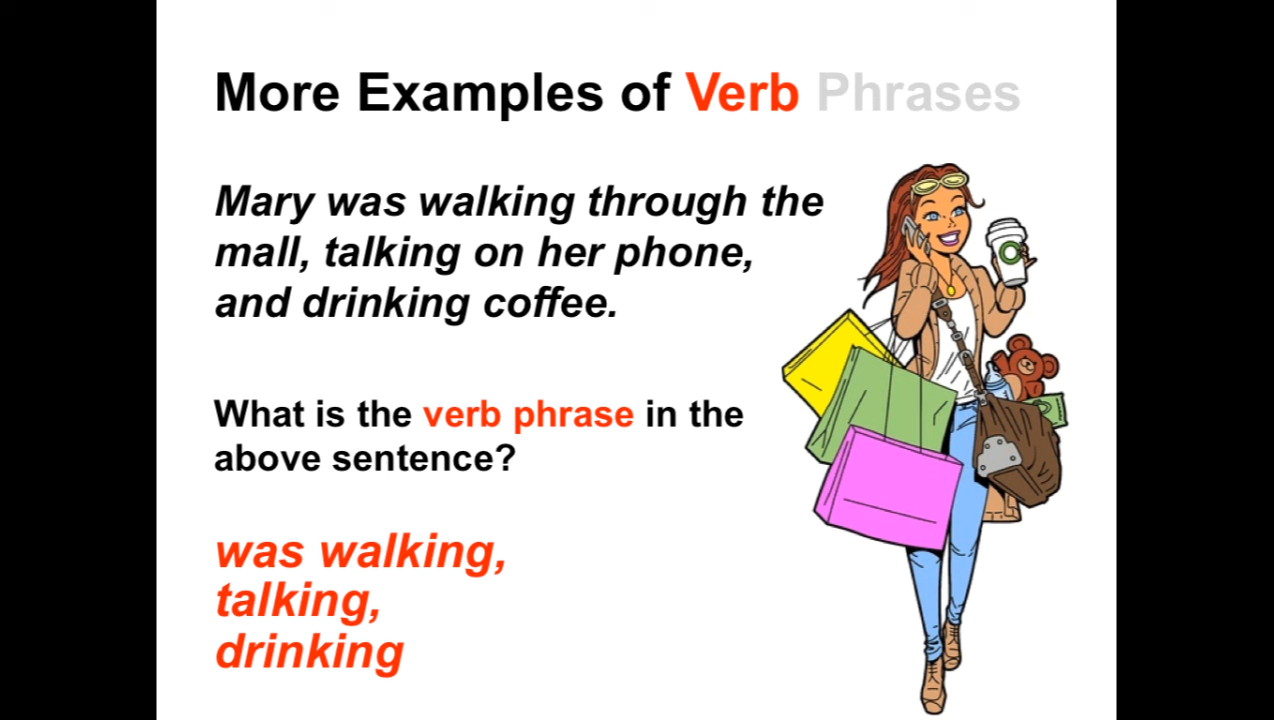 More Examples of Verb Phrases
Mary was walking through the
mall, talking on her phone,
and drinking coffee.
What is the verb phrase in the
above sentence?
was walking,
talking,
drinking